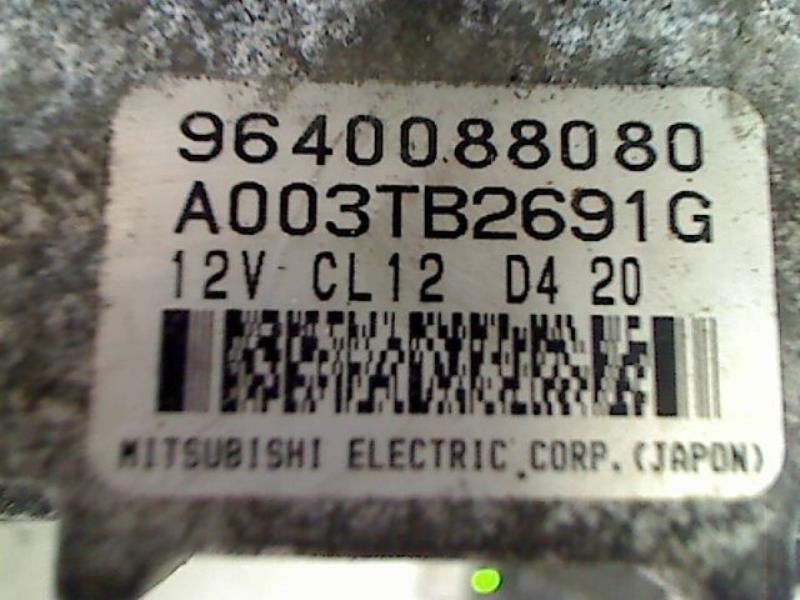 9640088080
A003TB2691G
12V CL12 D4 20
MITSUBISHI ELECTRIC CORP. (JAPON)